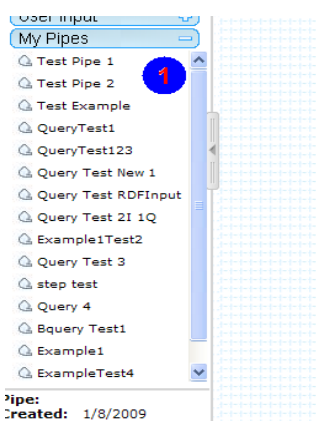 User Input
My Pipes
Test Pipe 1
1
Test Pipe 2
Test Example
QueryTest1
QueryTest123
Query Test New 1
Query Test RDFInput
Query Test 2I 1Q
Example1Test2
Query Test 3
step test
Query 4
Bquery Test1
Example1
ExampleTest4
Pipe:
Created: 1/8/2009